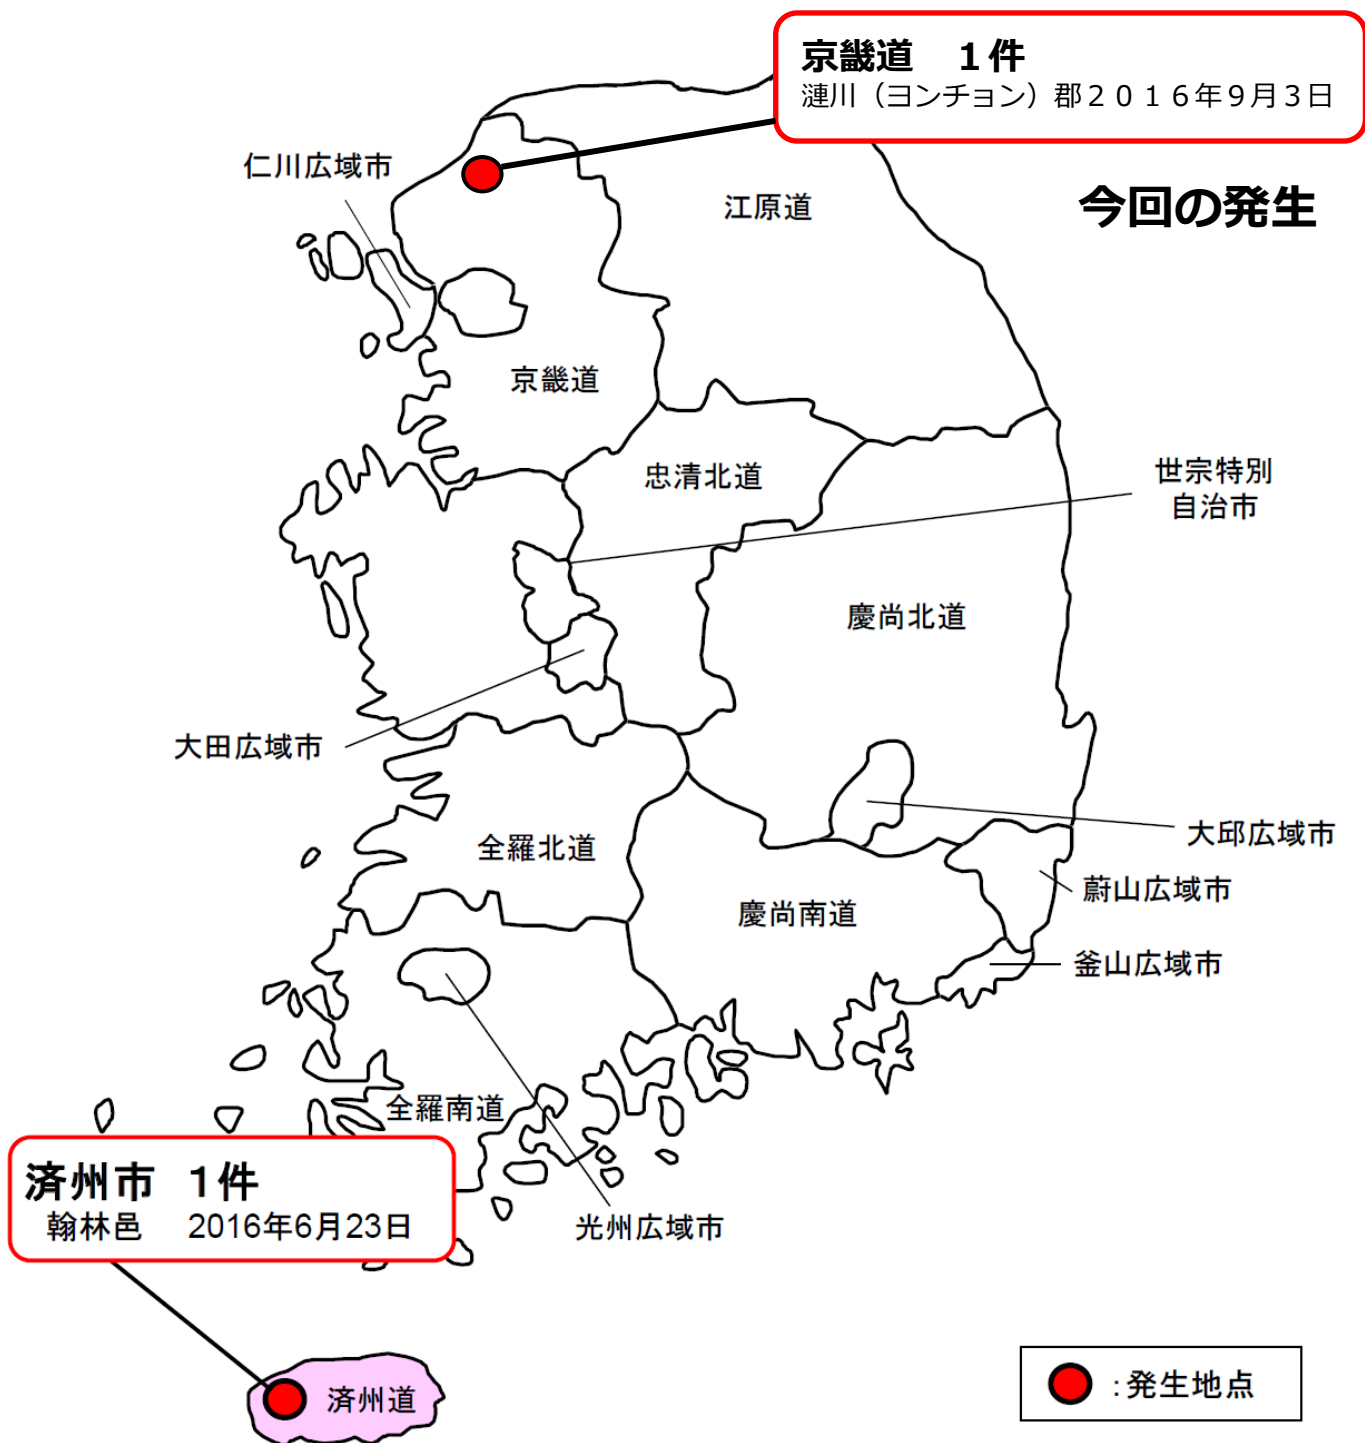 京畿道　１件
漣川（ヨンチョン）郡２０１６年９月３日
今回の発生
仁川広域市
江原道
京畿道
忠清北道
世宗特別
自治市
慶尚北道
大田広域市
全羅北道
大邱広域市
蔚山広域市
慶尚南道
釜山広域市
全羅南道
済州市　1件
翰林邑　2016年6月23日
光州広域市
済州道
：発生地点